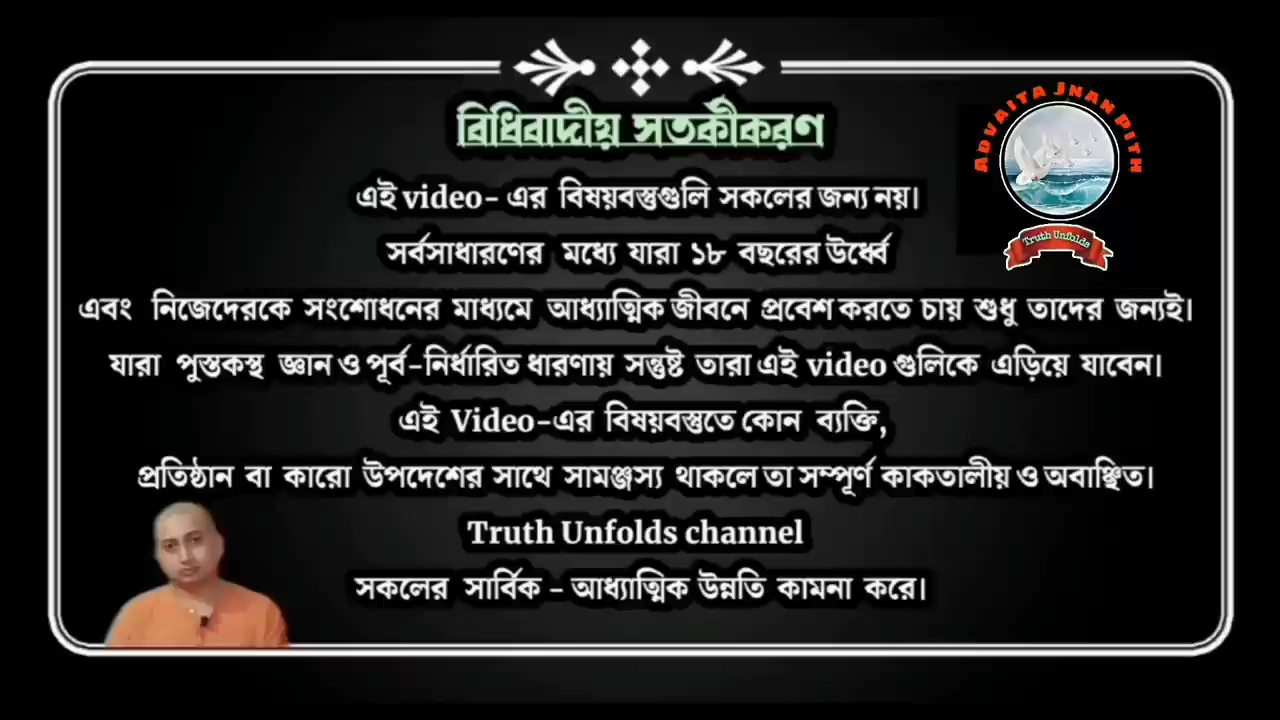 বিধিবাদীয় সতর্কীকরণ
ADVAITA JNAN PITH
Truth Unfolds
এই video- এর বিষয়বস্তুগুলি সকলের জন্য নয়।
সর্বসাধারণের মধ্যে যারা ১৮ বছরের উর্ধ্বে
এবং নিজেদেরকে সংশোধনের মাধ্যমে আধ্যাত্মিক জীবনে প্রবেশ করতে চায় শুধু তাদের জন্যই।
যারা পুস্তকস্থ জ্ঞান ও পূর্ব-নির্ধারিত ধারণায় সন্তুষ্ট তারা এই video গুলিকে এড়িয়ে যাবেন।
এই Video-এর বিষয়বস্তুতে কোন ব্যক্তি,
প্রতিষ্ঠান বা কারো উপদেশের সাথে সামঞ্জস্য থাকলে তা সম্পূর্ণ কাকতালীয় ও অবাঞ্ছিত।
Truth Unfolds channel
সকলের সার্বিক - আধ্যাত্মিক উন্নতি কামনা করে।